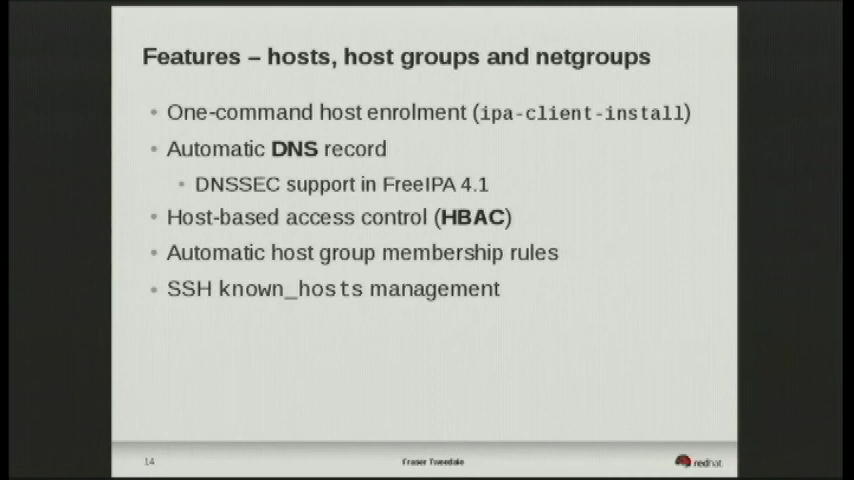 Features – hosts, host groups and netgroups
• One-command host enrolment (ipa-client-install)
• Automatic DNS record
• DNSSEC support in FreeIPA 4.1
• Host-based access control (HBAC)
• Automatic host group membership rules
• SSH known_hosts management
14
Fraser Tweedale
redhat